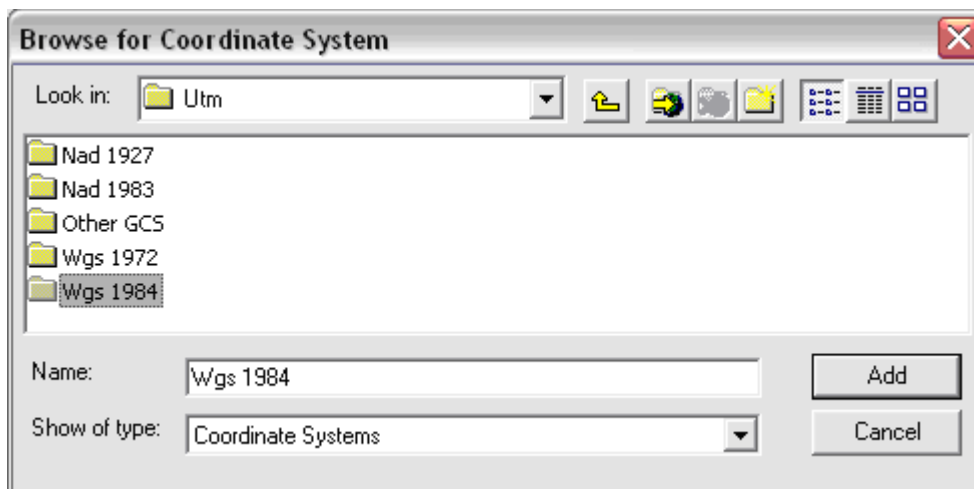 Browse for Coordinate System
Look in: Utm
Nad 1927
Nad 1983
Other GCS
Wgs 1972
Wgs 1984
Name: Wgs 1984 Add
Show of type: Coordinate Systems Cancel